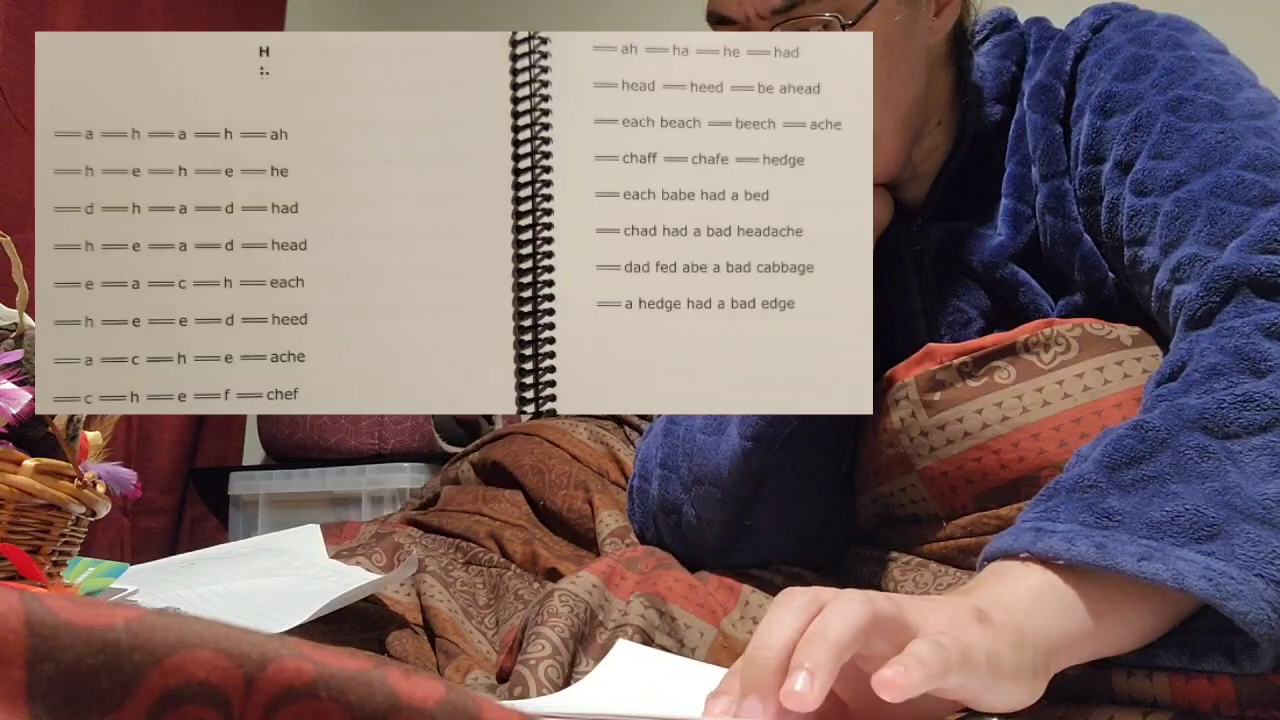 H
⠓
══ a ══ h ══ a ══ h ══ ah
══ h ══ e ══ h ══ e ══ he
══ d ══ h ══ a ══ d ══ had
══ h ══ e ══ a ══ d ══ head
══ e ══ a ══ c ══ h ══ each
══ h ══ e ══ e ══ d ══ heed
══ a ══ c ══ h ══ e ══ ache
══ c ══ h ══ e ══ f ══ chef
══ ah ══ ha ══ he ══ had
══ head ══ heed ══ be ahead
══ each beach ══ beech ══ ache
══ chaff ══ chafe ══ hedge
══ each babe had a bed
══ chad had a bad headache
══ dad fed abe a bad cabbage
══ a hedge had a bad edge